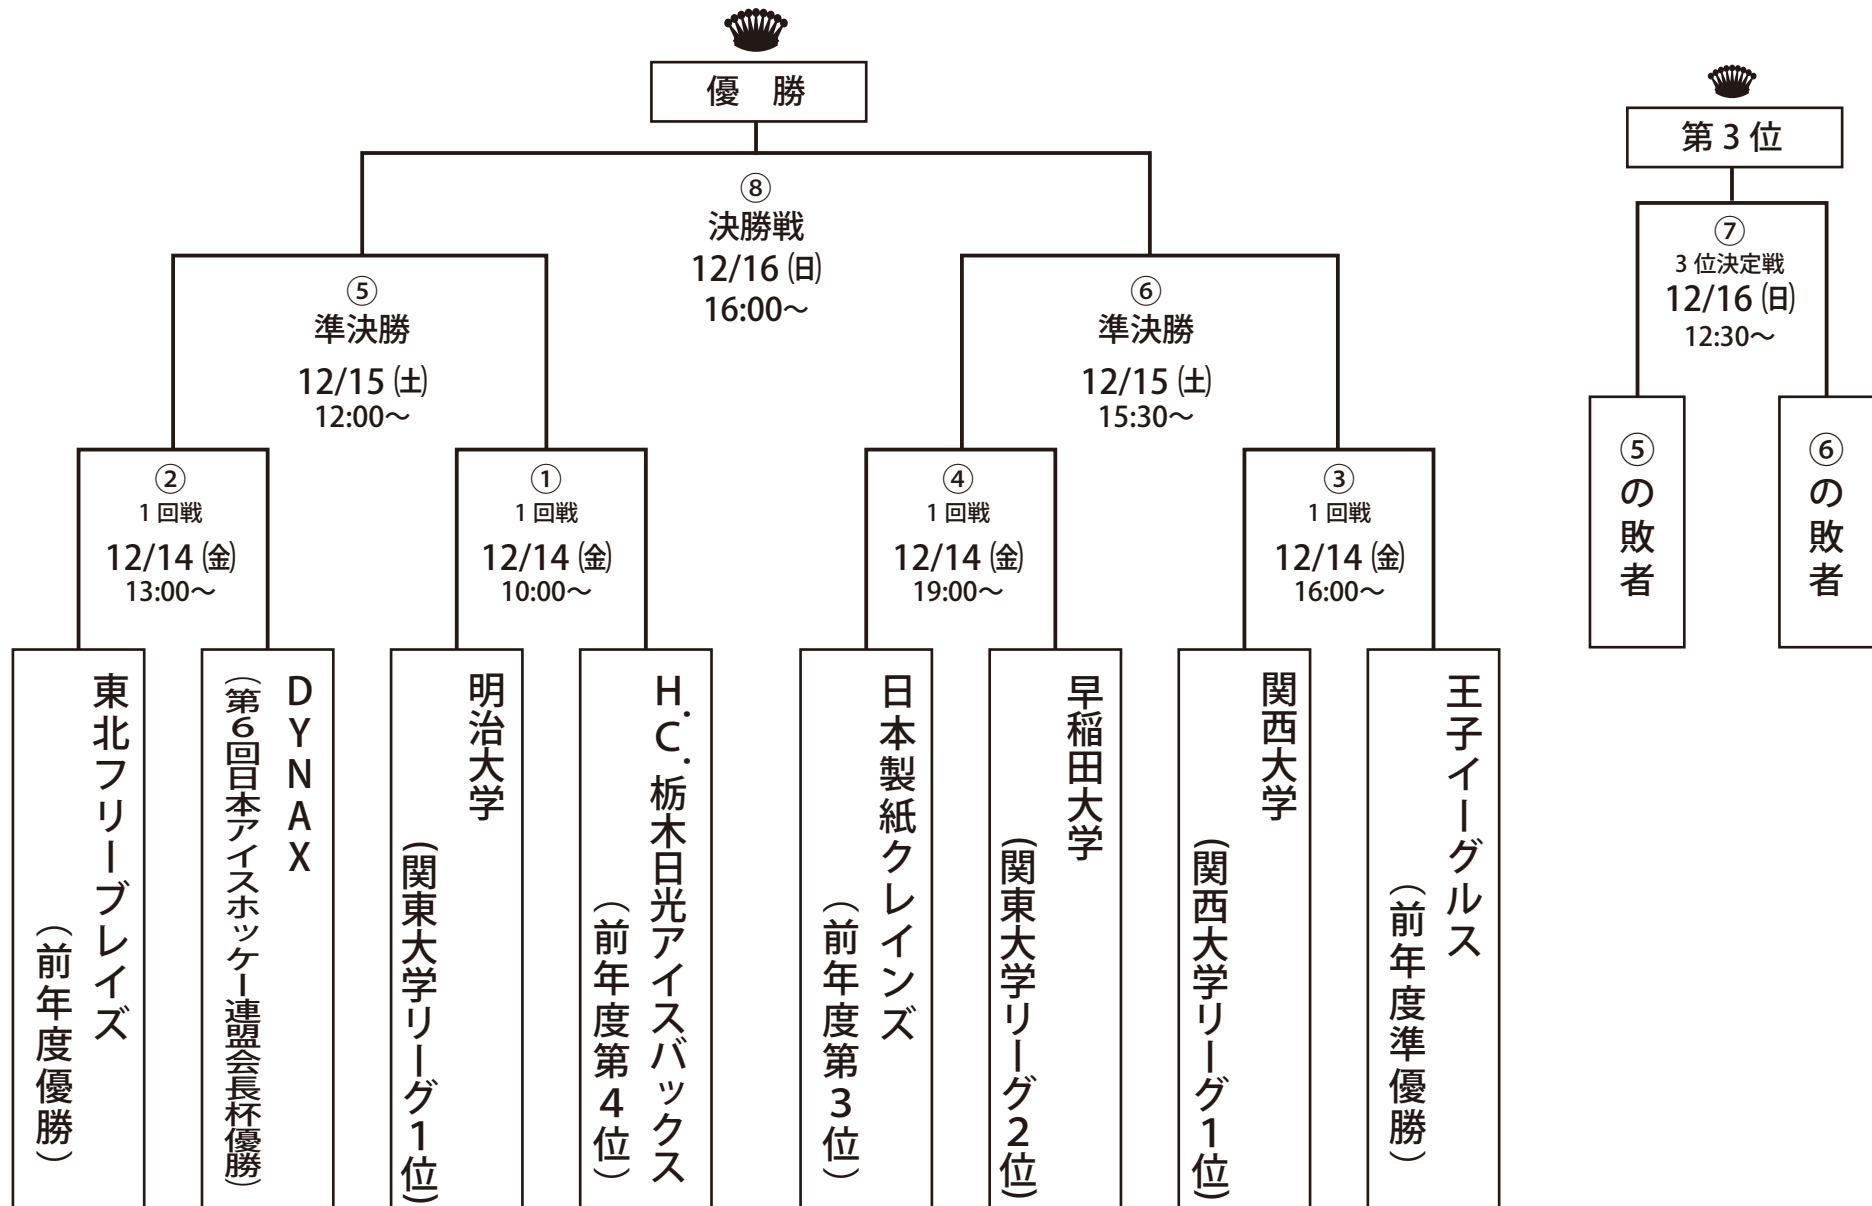 優　勝
⑧
決勝戦
12/16 (日)
16:00～
⑤
準決勝
12/15 (土)
12:00～
⑥
準決勝
12/15 (土)
15:30～
②
1 回戦
12/14 (金)
13:00～
①
1 回戦
12/14 (金)
10:00～
④
1 回戦
12/14 (金)
19:00～
③
1 回戦
12/14 (金)
16:00～
東北フリーブレイズ
（前年度優勝）
DYNAX
（第6回日本アイスホッケー連盟会長杯優勝）
明治大学
（関東大学リーグ1位）
H.C.栃木日光アイスバックス
（前年度第4位）
日本製紙クレインズ
（前年度第3位）
早稲田大学
（関東大学リーグ2位）
関西大学
（関西大学リーグ1位）
王子イーグルス
（前年度準優勝）
第 3 位
⑦
3 位決定戦
12/16 (日)
12:30～
⑤の敗者
⑥の敗者